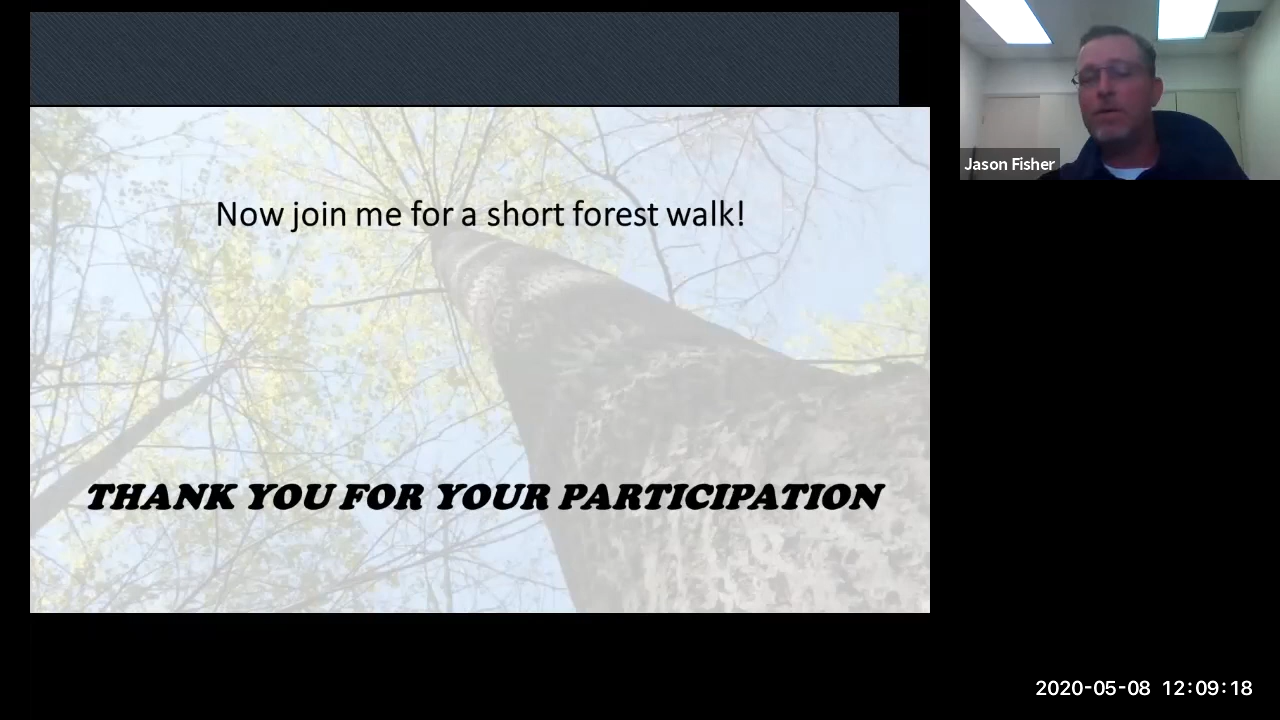 Jason Fisher
Now join me for a short forest walk!
THANK YOU FOR YOUR PARTICIPATION
2020-05-08 12:09:18